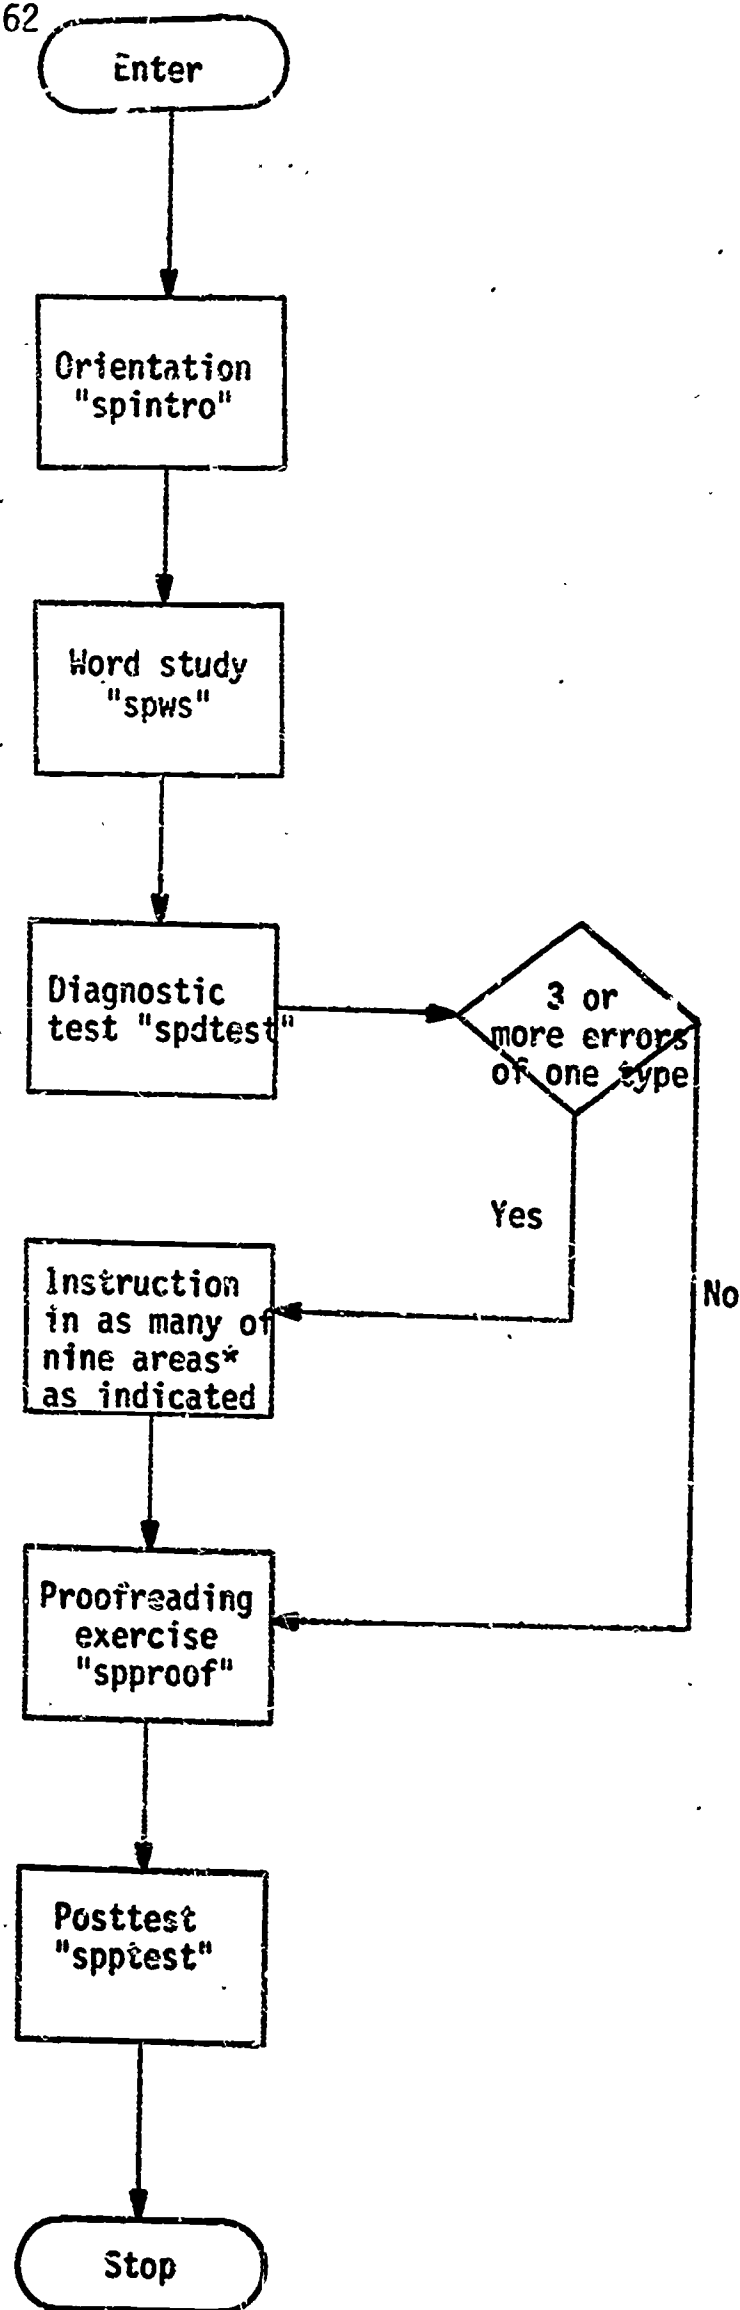 62
Enter
Orientation
"spintro"
Word study
"spws"
Diagnostic
test "spdtest"
3 or
more errors
of one type
Yes
No
Instruction
in as many of
nine areas*
as indicated
Proofreading
exercise
"spproof"
Posttest
"spptest"
Stop